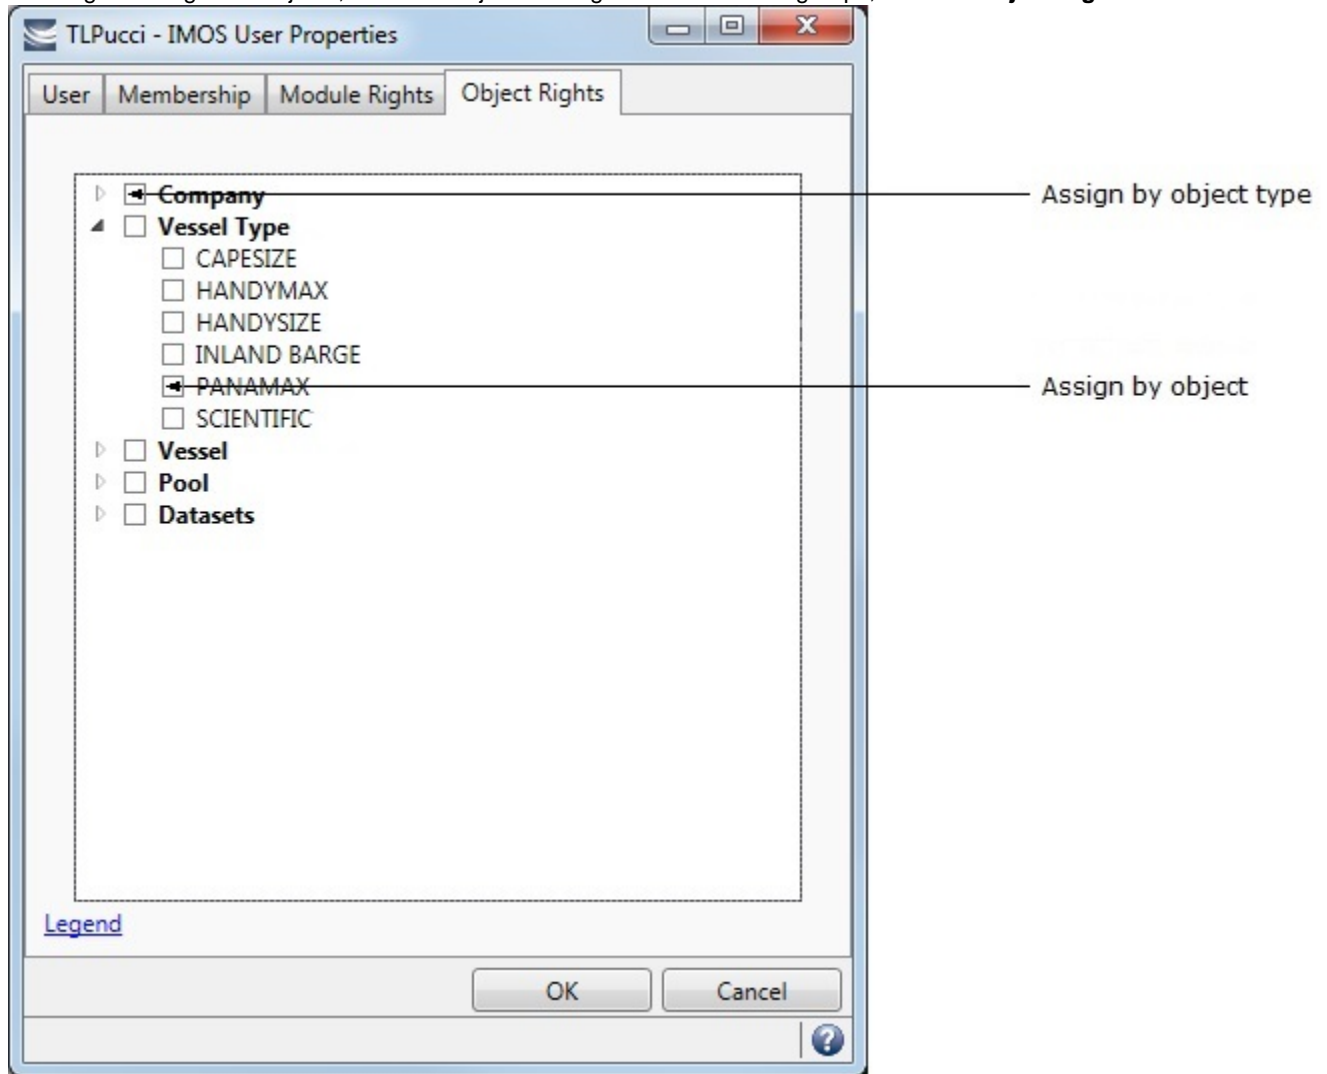 TLPucci - IMOS User Properties
User Membership Module Rights Object Rights
Company Assign by object type
Vessel Type
CAPESIZE
HANDYMAX
HANDYSIZE
INLAND BARGE
PANAMAX Assign by object
SCIENTIFIC
Vessel
Pool
Datasets
Legend
OK Cancel